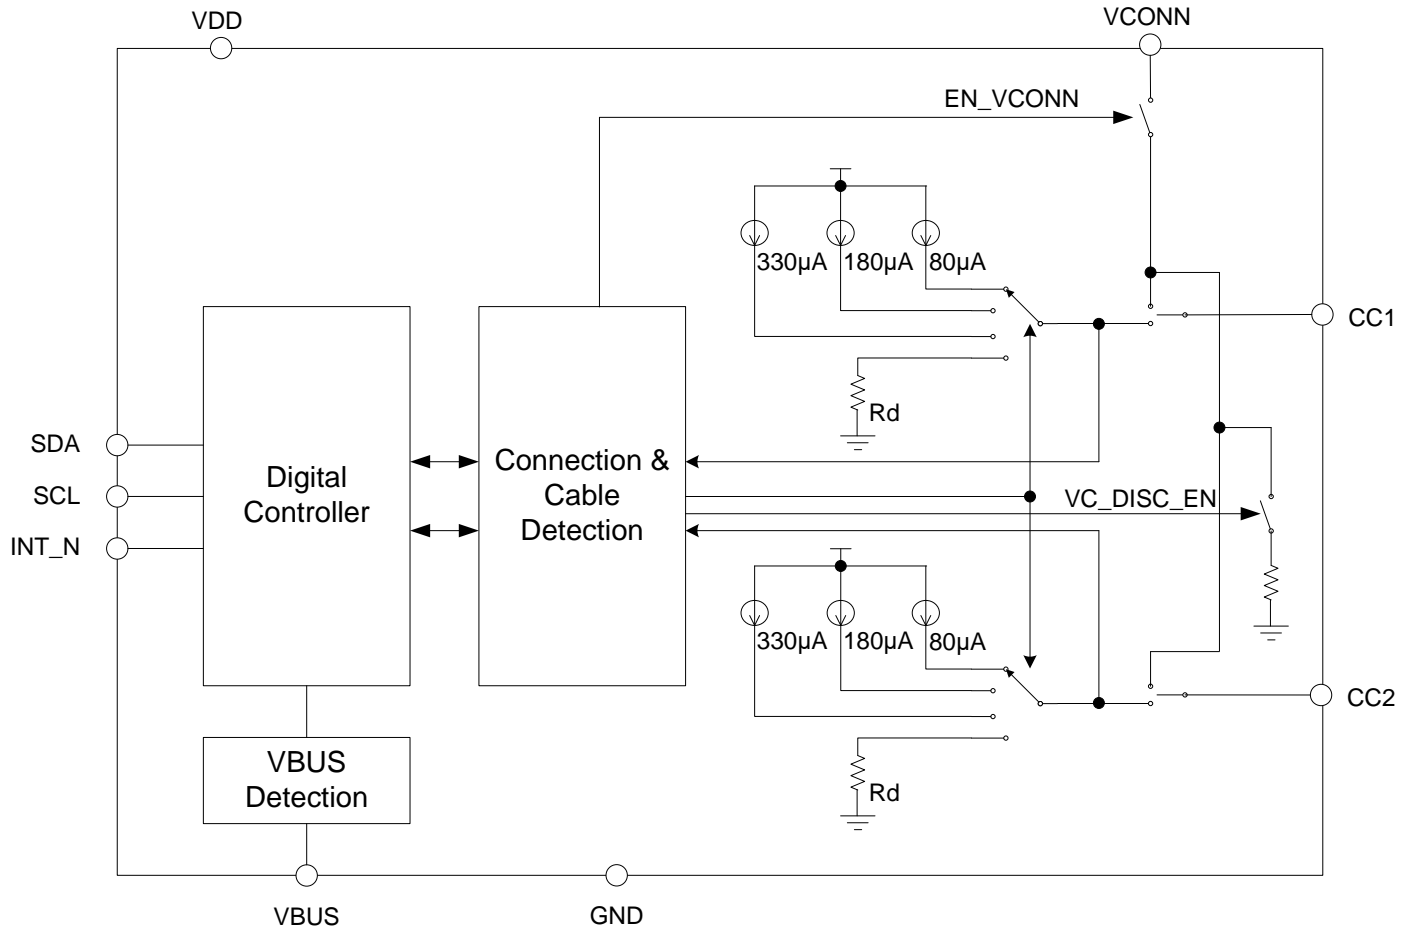 VDD
VCONN
EN_VCONN
330µA
180µA
80µA
CC1
Rd
SDA
SCL
INT_N
Digital
Controller
Connection &
Cable
Detection
VC_DISC_EN
330µA
180µA
80µA
CC2
Rd
VBUS
Detection
VBUS
GND